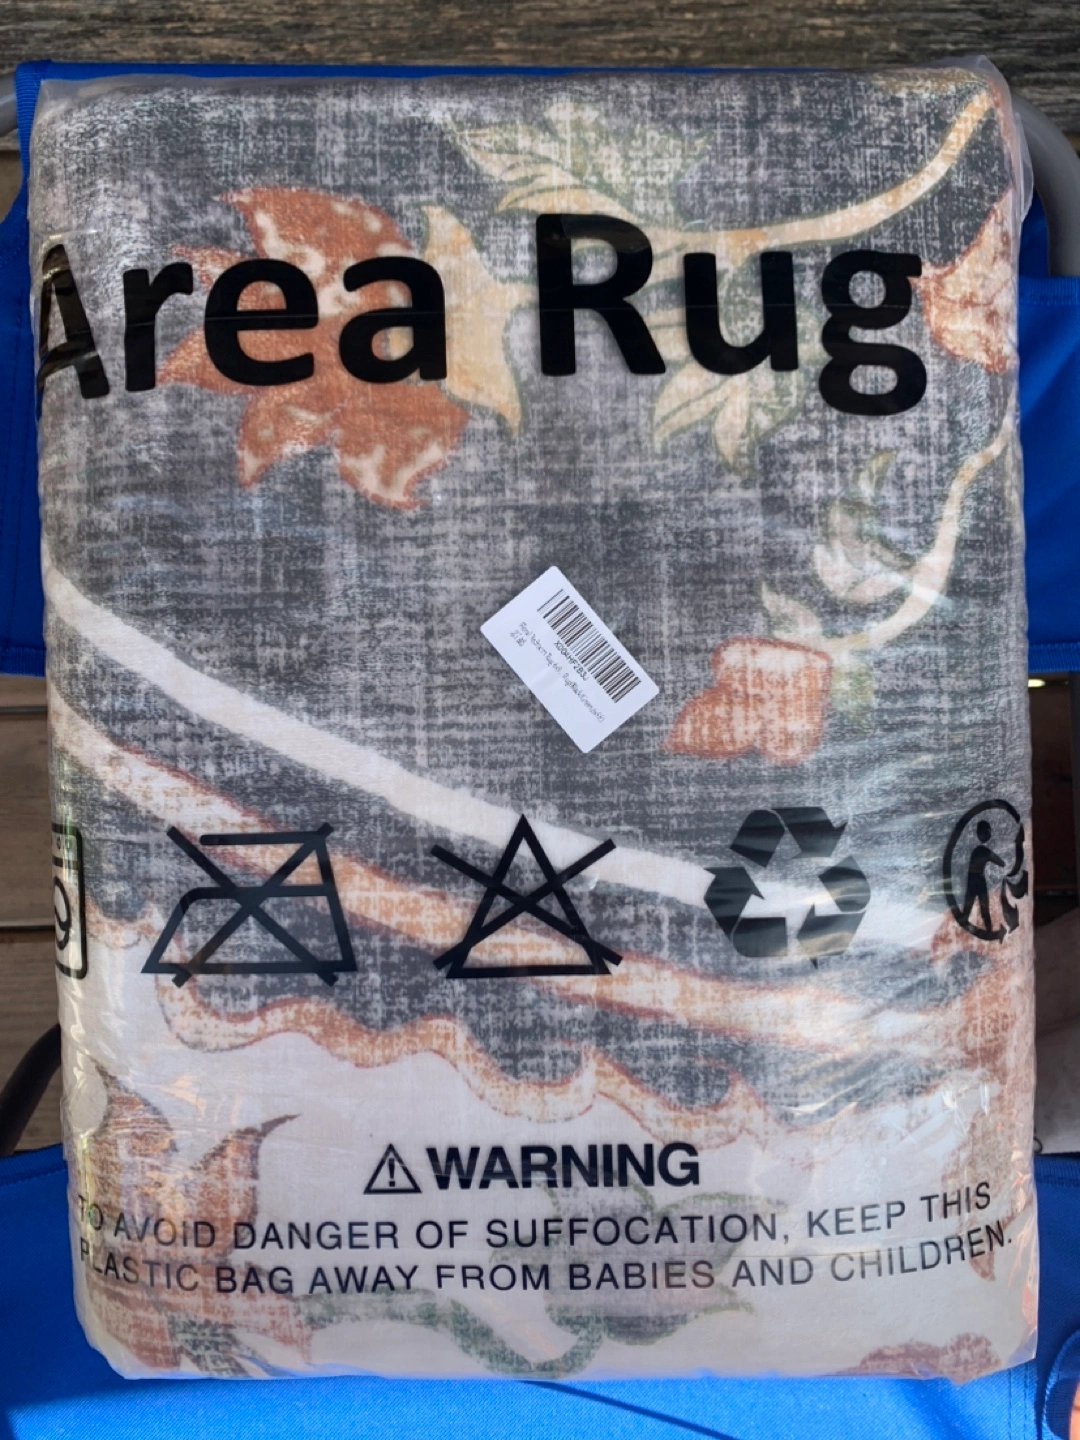 Area Rug
WARNING
TO AVOID DANGER OF SUFFOCATION, KEEP THIS
PLASTIC BAG AWAY FROM BABIES AND CHILDREN.